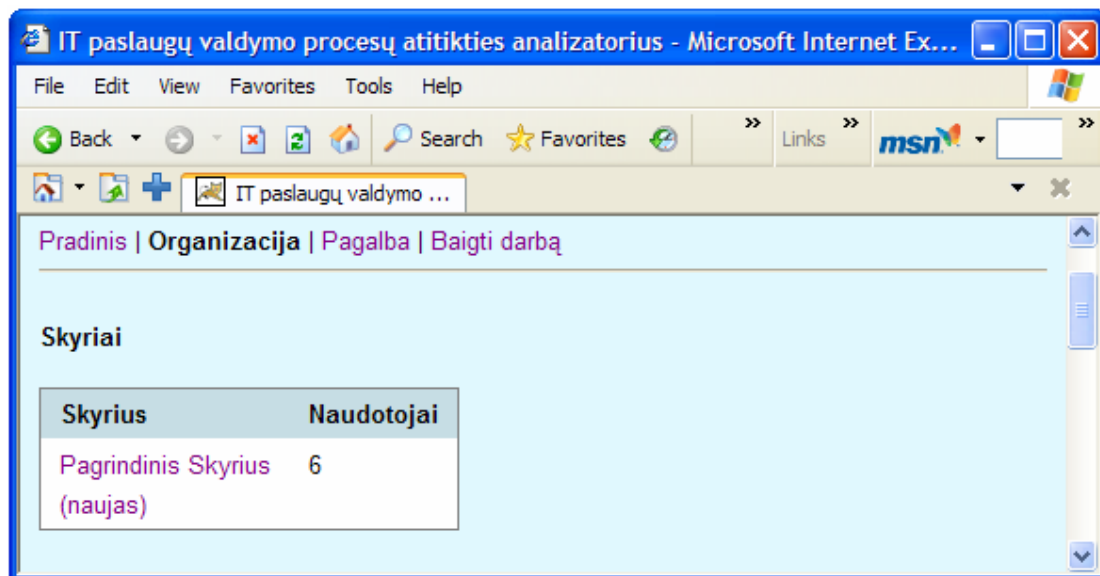 IT paslaugų valdymo procesų atitikties analizatorius - Microsoft Internet Ex...
File Edit View Favorites Tools Help
Back Search Favorites » Links » msn »
IT paslaugų valdymo ...
Pradinis | Organizacija | Pagalba | Baigti darbą
Skyriai
Skyrius Naudotojai
Pagrindinis Skyrius 6
(naujas)